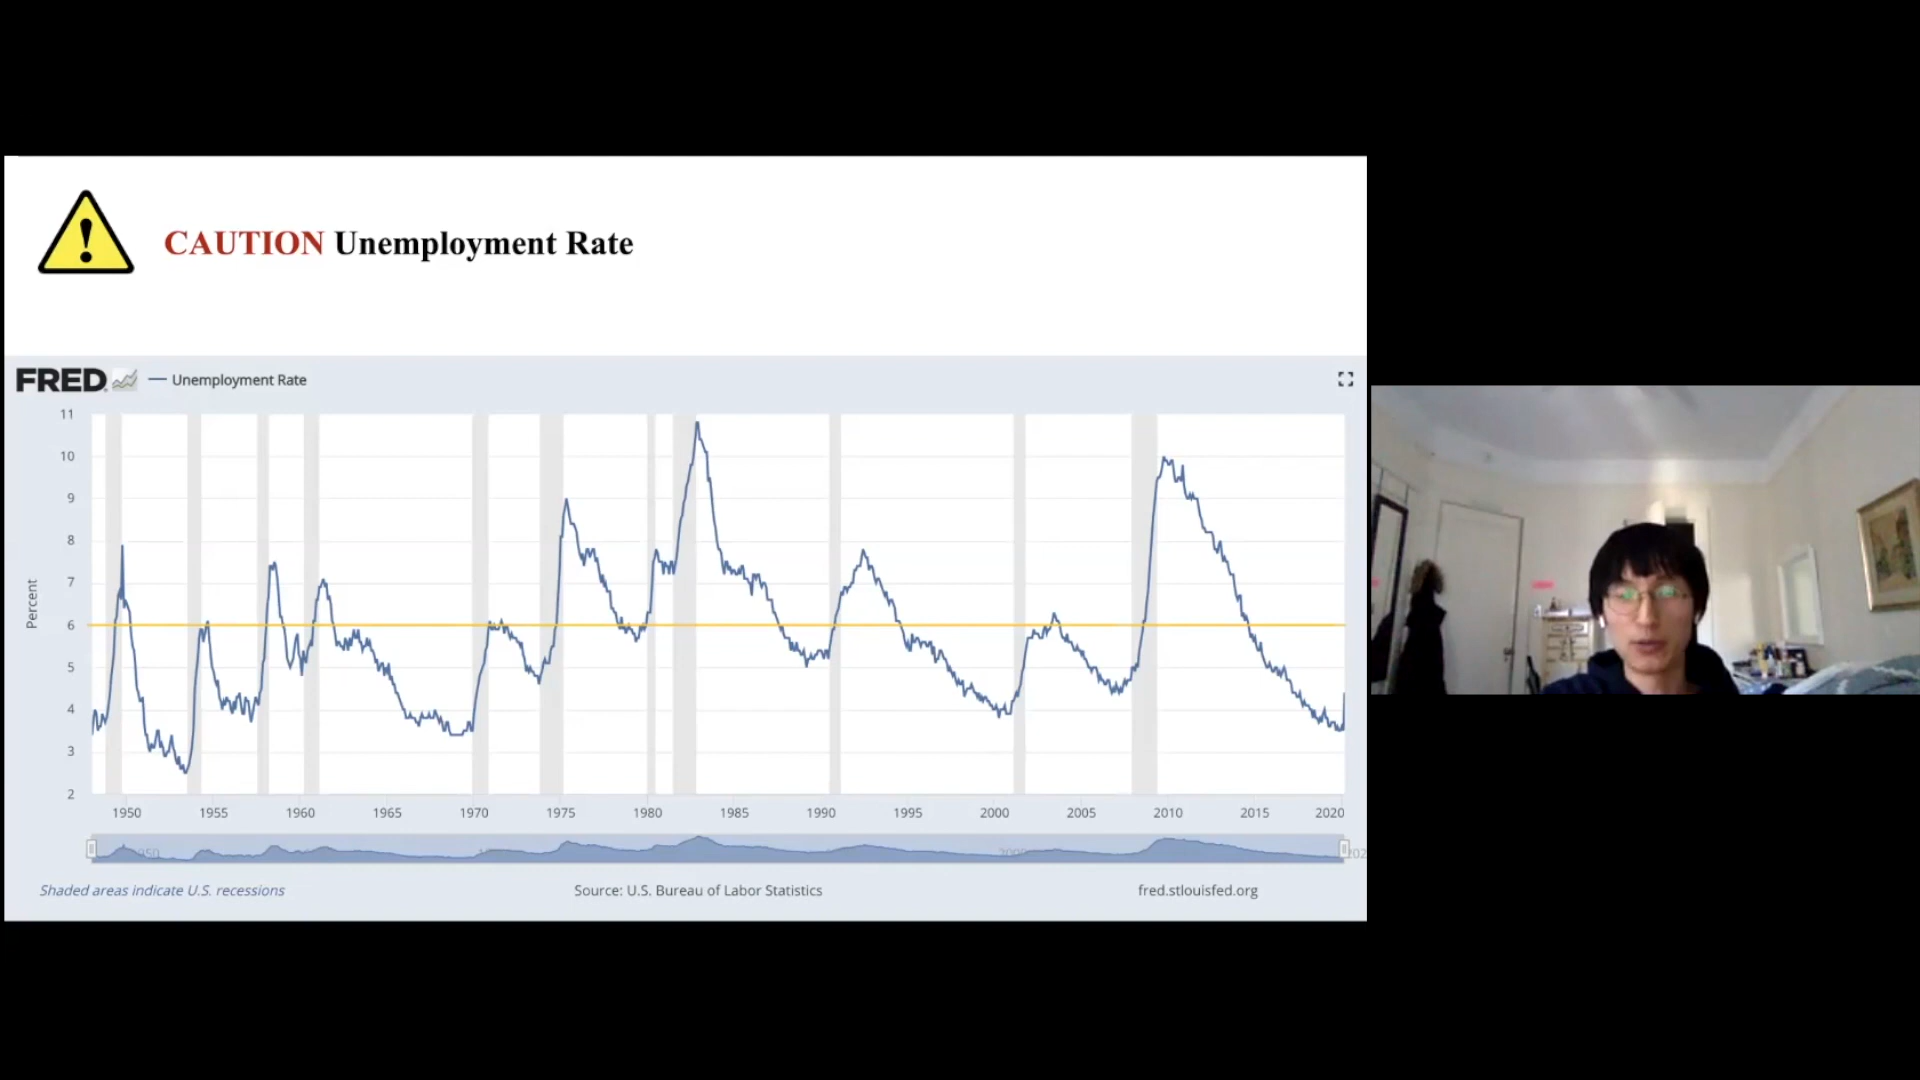 CAUTION Unemployment Rate
FRED — Unemployment Rate
Percent
11
10
9
8
7
6
5
4
3
2
1950 1955 1960 1965 1970 1975 1980 1985 1990 1995 2000 2005 2010 2015 2020
Shaded areas indicate U.S. recessions
Source: U.S. Bureau of Labor Statistics
fred.stlouisfed.org